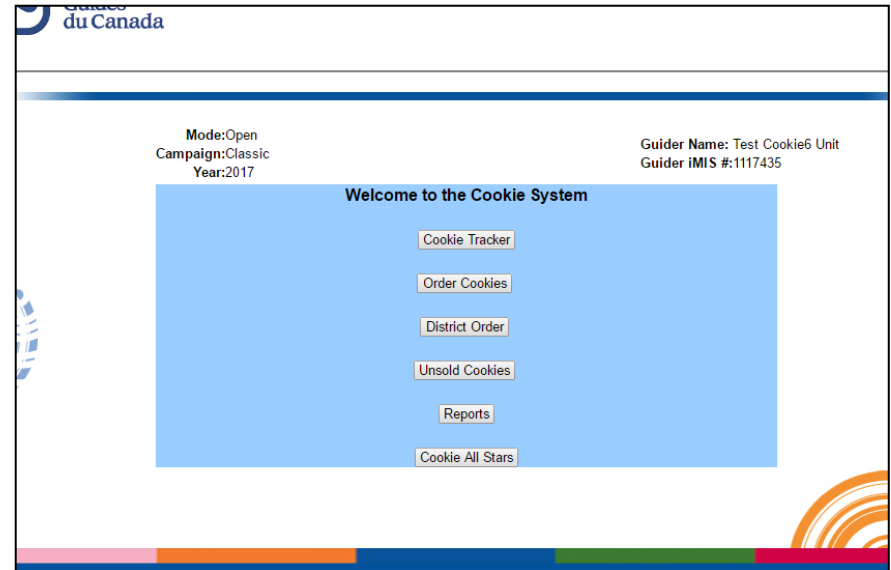 Guides
du Canada
Mode:Open
Campaign:Classic
Year:2017
Guider Name: Test Cookie6 Unit
Guider iMIS #:1117435
Welcome to the Cookie System
Cookie Tracker
Order Cookies
District Order
Unsold Cookies
Reports
Cookie All Stars